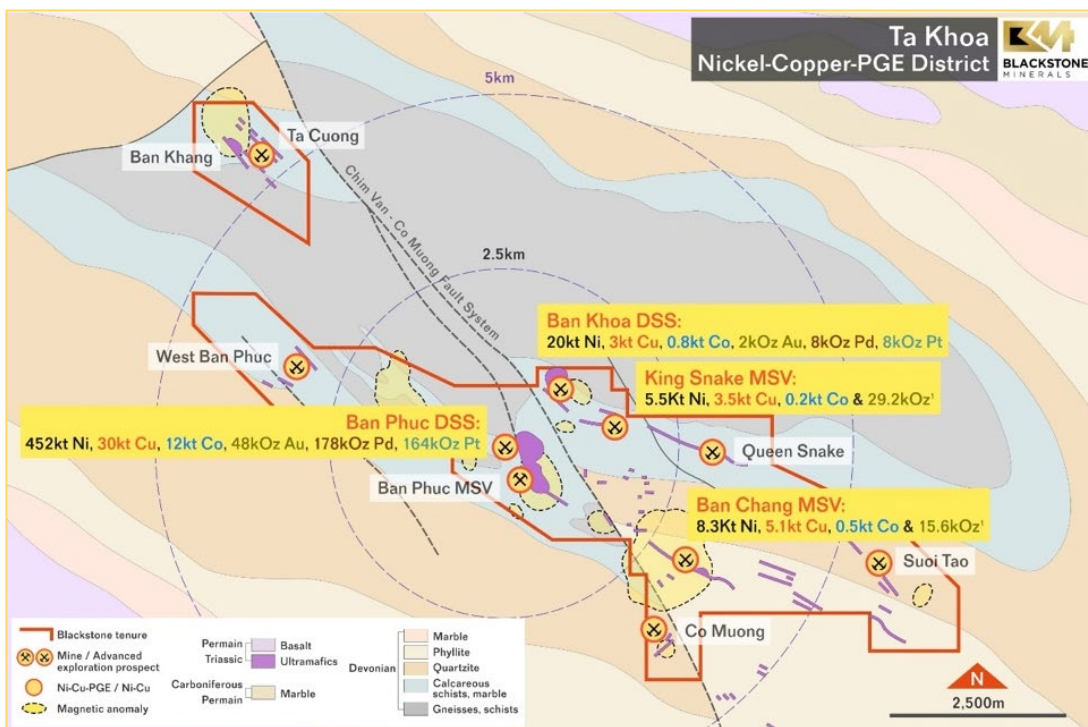 Ta Khoa
Nickel-Copper-PGE District
BLACKSTONE
MINERALS
5km
Ta Cuong
Ban Khang
Chim Van - Co Muong Fault System
2.5km
Ban Khoa DSS:
20kt Ni, 3kt Cu, 0.8kt Co, 2kOz Au, 8kOz Pd, 8kOz Pt
West Ban Phuc
King Snake MSV:
5.5Kt Ni, 3.5kt Cu, 0.2kt Co & 29.2kOz¹
Ban Phuc DSS:
452kt Ni, 30kt Cu, 12kt Co, 48kOz Au, 178kOz Pd, 164kOz Pt
Queen Snake
Ban Phuc MSV
Ban Chang MSV:
8.3Kt Ni, 5.1kt Cu, 0.5kt Co & 15.6kOz¹
Suoi Tao
Co Muong
Blackstone tenure
Mine / Advanced
exploration prospect
Ni-Cu-PGE / Ni-Cu
Magnetic anomaly
Permain
Triassic
Basalt
Ultramafics
Carboniferous
Permain
Marble
Devonian
Marble
Phyllite
Quartzite
Calcareous
schists, marble
Gneisses, schists
N
2,500m